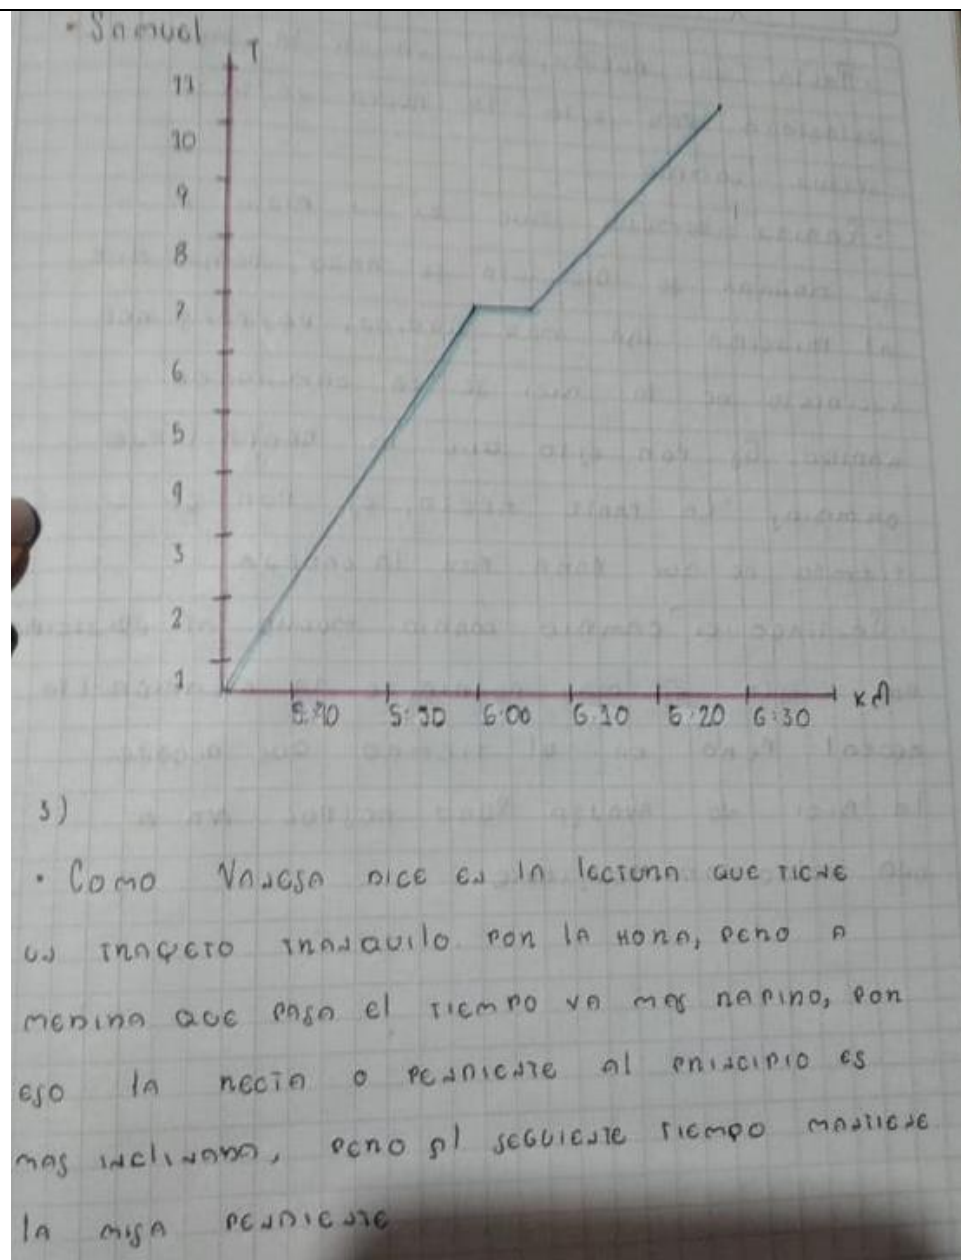 • Samuel
T
11
10
9
8
7
6
5
4
3
2
1
5:40 5:50 6:00 6:10 6:20 6:30 KM
3)
• Como Vanesa dice en la lectura que tiene
un trayeto tranquilo por la hora, pero a
medida que pasa el tiempo va mas rapido, por
eso la recta o pendiente al principio es
mas inclinada, pero al seguiente tiempo mantiene
la misa pendiente